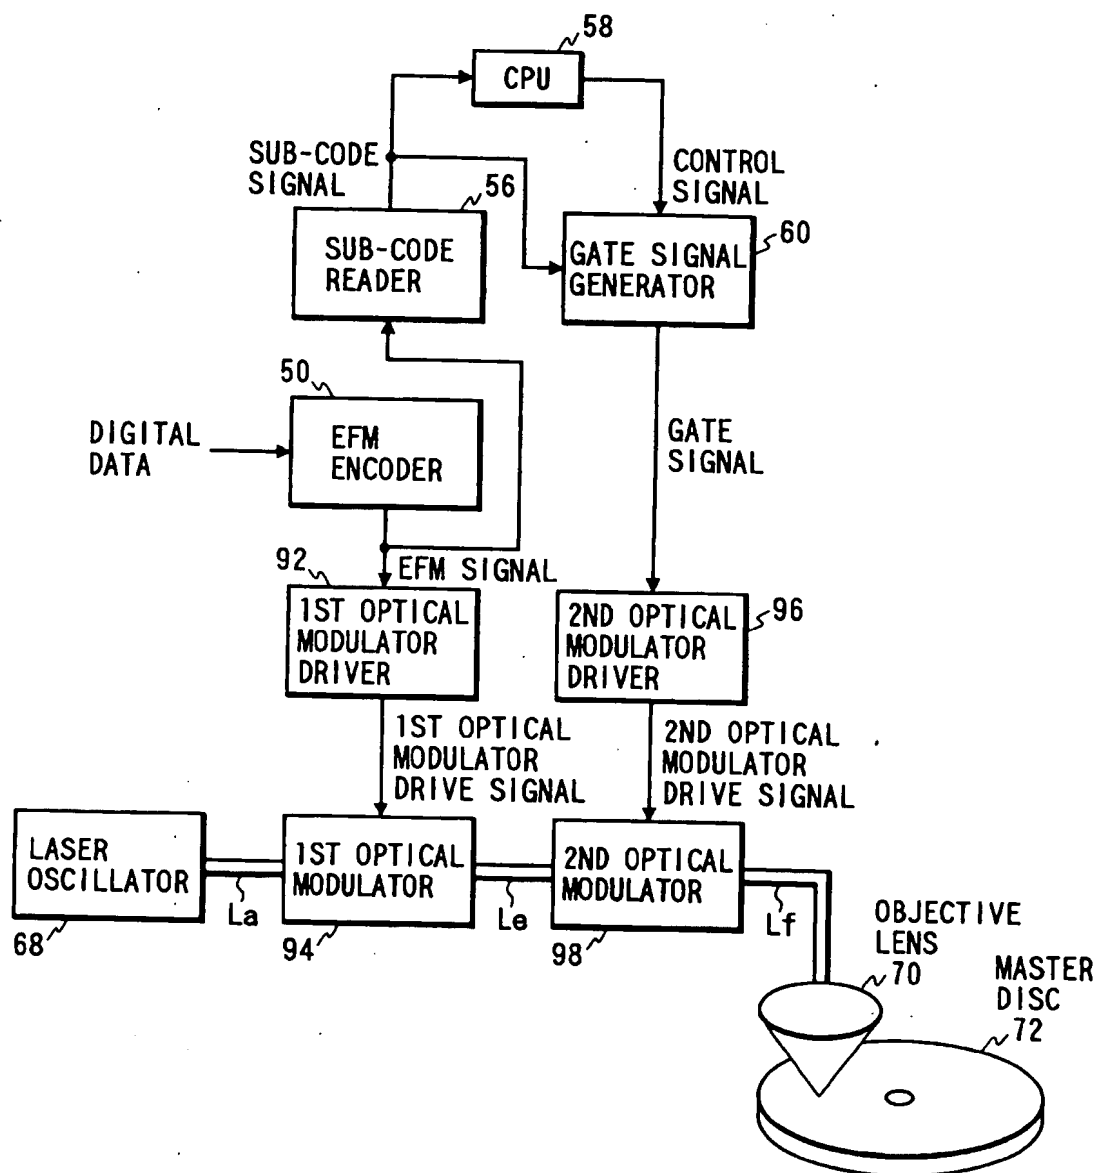 58
CPU
SUB-CODE
SIGNAL
56
CONTROL
SIGNAL
60
SUB-CODE
READER
GATE SIGNAL
GENERATOR
50
DIGITAL
DATA
EFM
ENCODER
GATE
SIGNAL
92
EFM SIGNAL
1ST OPTICAL
MODULATOR
DRIVER
2ND OPTICAL
MODULATOR
DRIVER
96
1ST OPTICAL
MODULATOR
DRIVE SIGNAL
2ND OPTICAL
MODULATOR
DRIVE SIGNAL
LASER
OSCILLATOR
1ST OPTICAL
MODULATOR
2ND OPTICAL
MODULATOR
La
Le
Lf
68
94
98
OBJECTIVE
LENS
70
MASTER
DISC
72